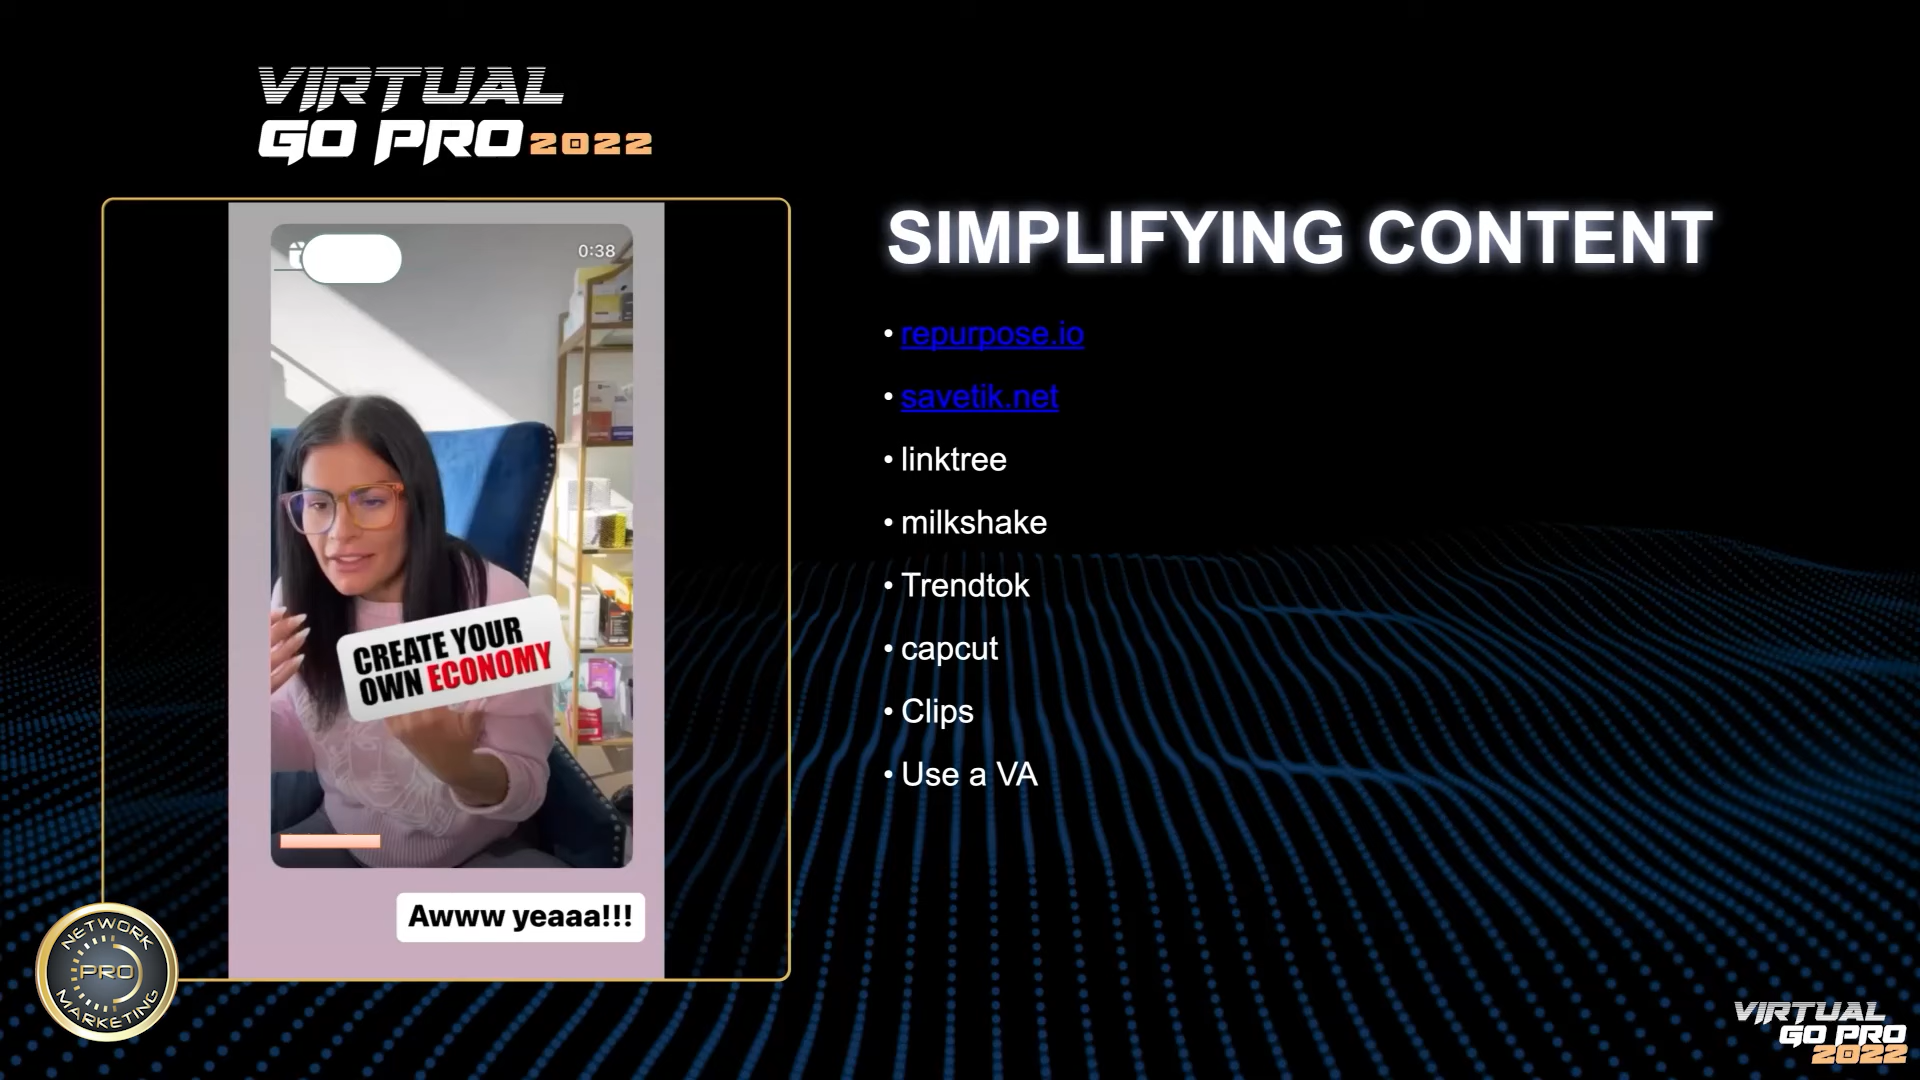 VIRTUAL
GO PRO 2022
0:38
CREATE YOUR
OWN ECONOMY
Awww yeaaa!!!
NETWORK
PRO
MARKETING
SIMPLIFYING CONTENT
• repurpose.io
• savetik.net
• linktree
• milkshake
• Trendtok
• capcut
• Clips
• Use a VA
VIRTUAL
GO PRO
2022